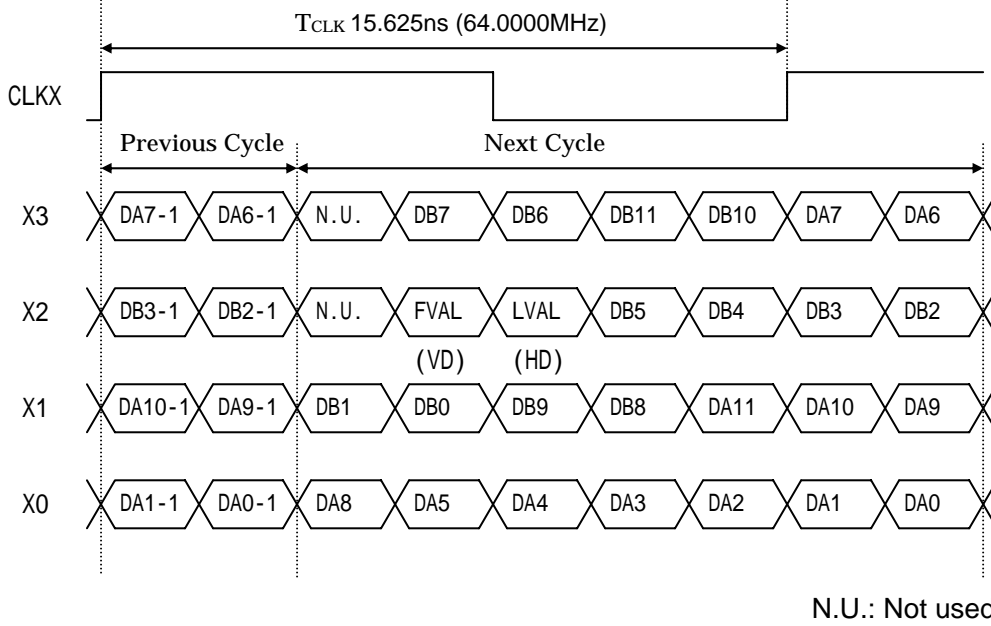 TCLK 15.625ns (64.0000MHz)
CLKX
Previous Cycle Next Cycle
X3 DA7-1 DA6-1 N.U. DB7 DB6 DB11 DB10 DA7 DA6
X2 DB3-1 DB2-1 N.U. FVAL LVAL DB5 DB4 DB3 DB2
(VD) (HD)
X1 DA10-1 DA9-1 DB1 DB0 DB9 DB8 DA11 DA10 DA9
X0 DA1-1 DA0-1 DA8 DA5 DA4 DA3 DA2 DA1 DA0
N.U.: Not used